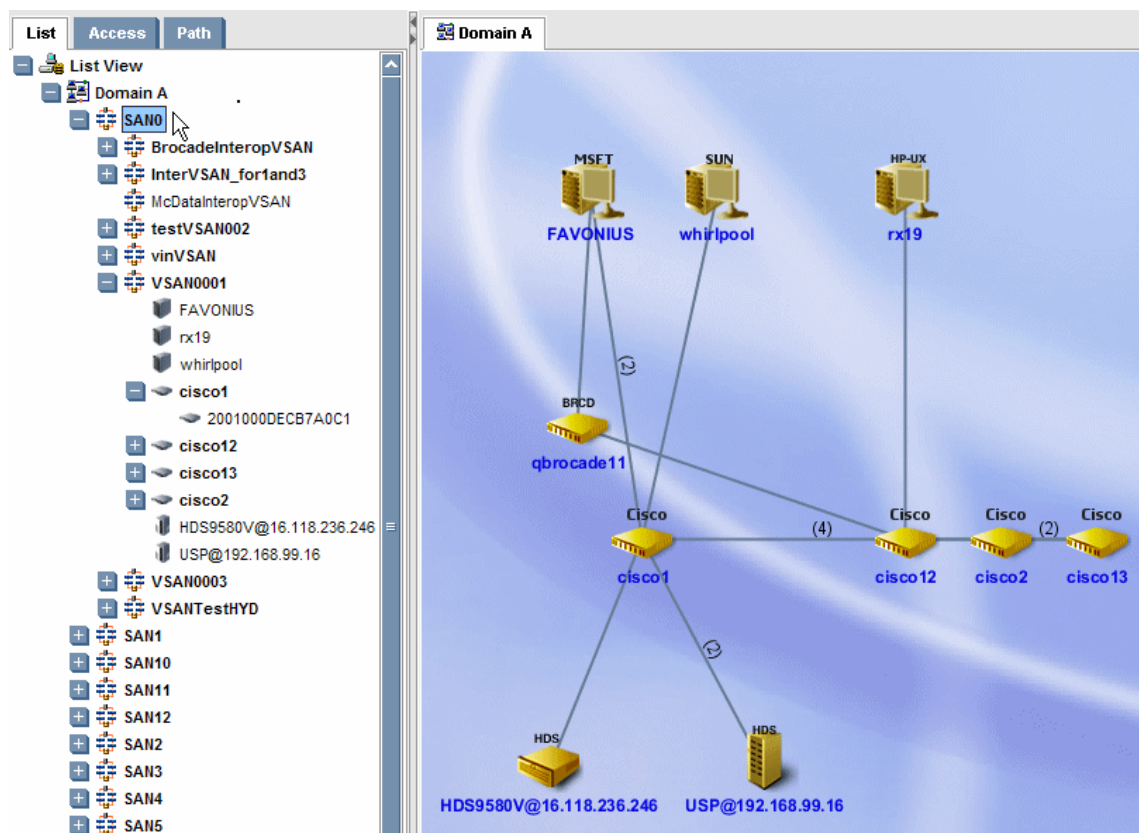 List
Access
Path
List View
Domain A
SAN0
BrocadeInteropVSAN
InterVSAN_for1and3
McDataInteropVSAN
testVSAN002
vinVSAN
VSAN0001
FAVONIUS
rx19
whirlpool
cisco1
2001000DECB7A0C1
cisco12
cisco13
cisco2
HDS9580V@16.118.236.246
USP@192.168.99.16
VSAN0003
VSANTestHYD
SAN1
SAN10
SAN11
SAN12
SAN2
SAN3
SAN4
SAN5
Domain A
MSFT
SUN
HP-UX
FAVONIUS
whirlpool
rx19
(2)
BRCD
qbrocade11
Cisco
(4)
Cisco
Cisco
(2)
Cisco
cisco1
cisco12
cisco2
cisco13
(2)
HDS
HDS
HDS9580V@16.118.236.246
USP@192.168.99.16